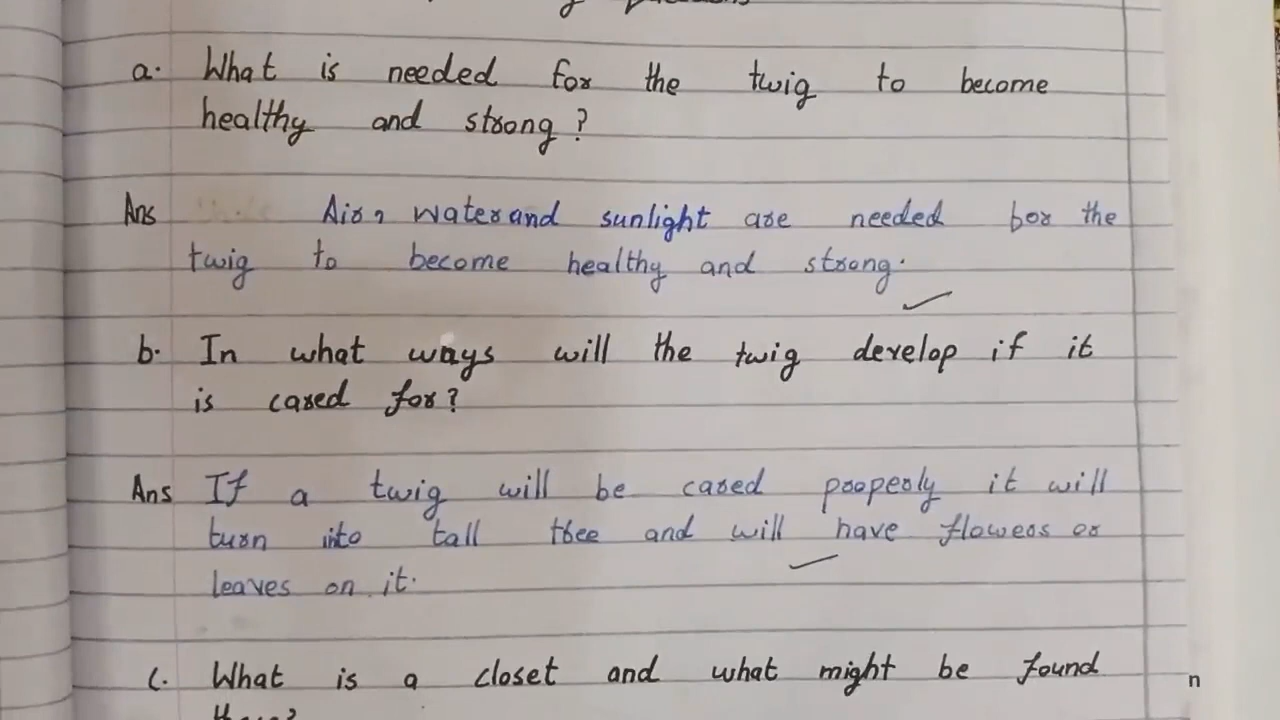 a. What is needed for the twig to become
healthy and strong?
Ans Air, water and sunlight are needed for the
twig to become healthy and strong.
b. In what ways will the twig develop if it
is cared for?
Ans If a twig will be cared properly it will
turn into tall tree and will have flowers or
leaves on it.
c. What is a closet and what might be found
n